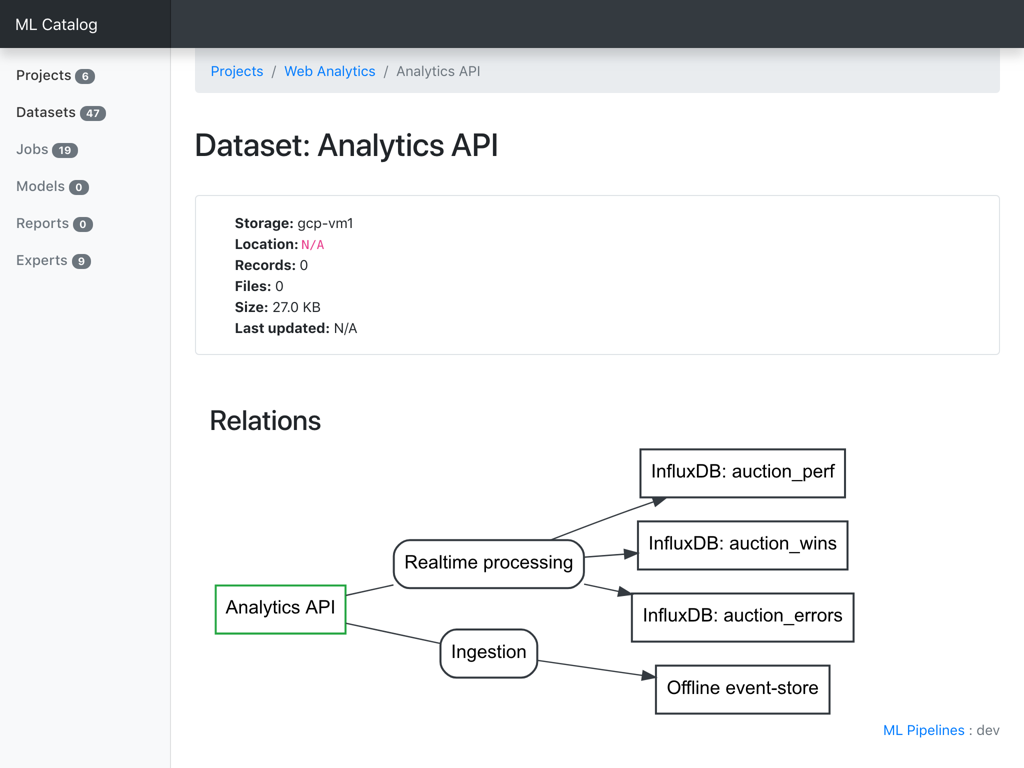 ML Catalog
Projects 6
Datasets 47
Jobs 19
Models 0
Reports 0
Experts 9
Projects / Web Analytics / Analytics API
Dataset: Analytics API
Storage: gcp-vm1
Location: N/A
Records: 0
Files: 0
Size: 27.0 KB
Last updated: N/A
Relations
InfluxDB: auction_perf
InfluxDB: auction_wins
Realtime processing
Analytics API
InfluxDB: auction_errors
Ingestion
Offline event-store
ML Pipelines : dev